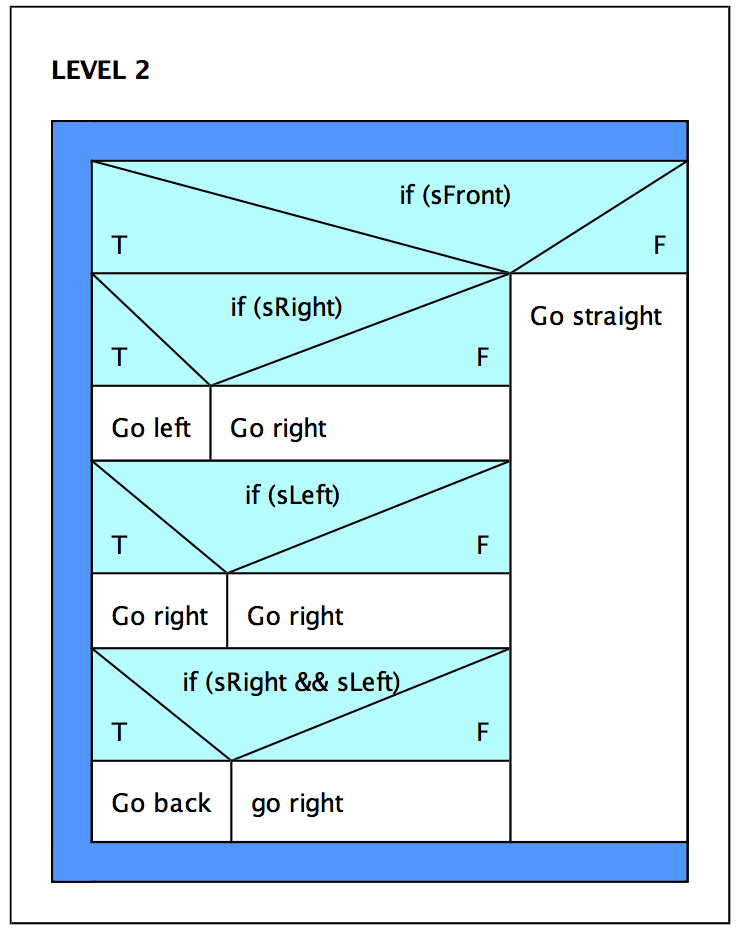 LEVEL 2
if (sFront)
T
F
if (sRight)
Go straight
T
F
Go left
Go right
if (sLeft)
T
F
Go right
Go right
if (sRight && sLeft)
T
F
Go back
go right